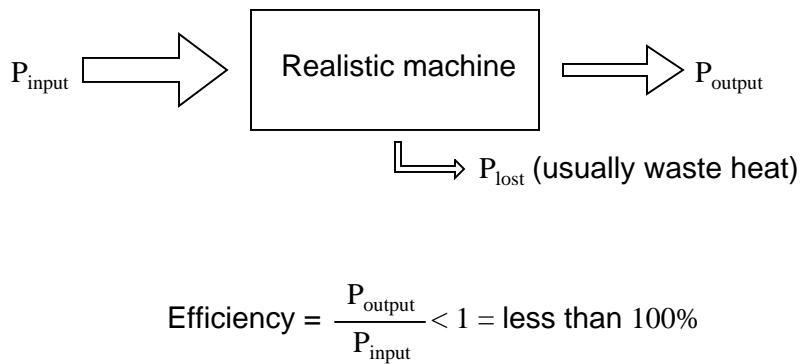 P_input Realistic machine P_output
P_lost (usually waste heat)
Efficiency = P_output / P_input < 1 = less than 100%